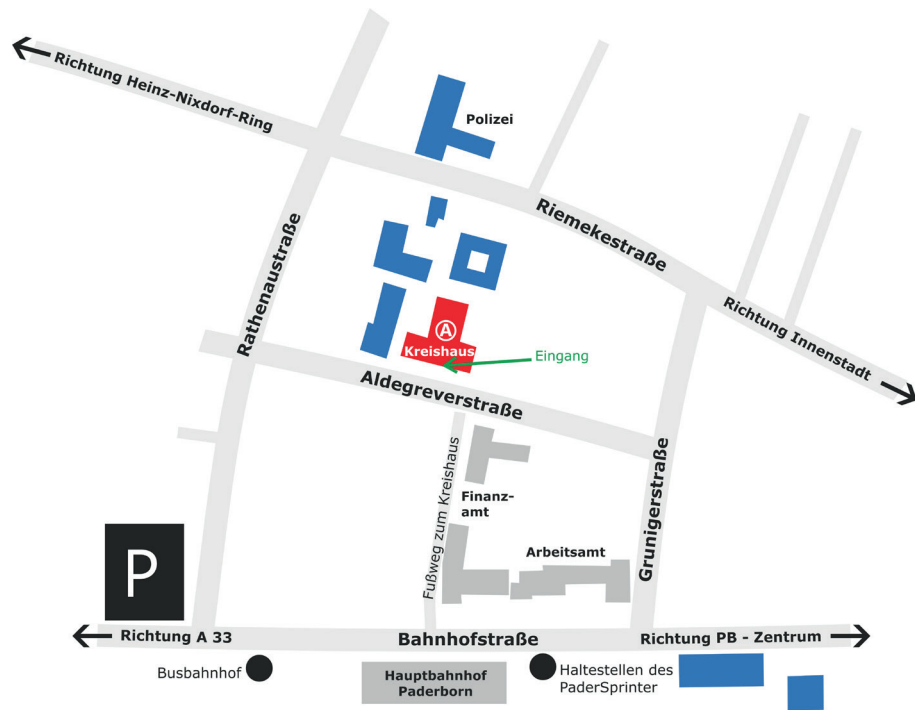 Richtung Heinz-Nixdorf-Ring
Polizei
Riemekestraße
Rathenaustraße
Richtung Innenstadt
A
Kreishaus
Eingang
Aldegreverstraße
Fußweg zum Kreishaus
Finanz-
amt
Grunigerstraße
P
Arbeitsamt
Richtung A 33
Bahnhofstraße
Richtung PB - Zentrum
Busbahnhof
Hauptbahnhof
Paderborn
Haltestellen des
PaderSprinter